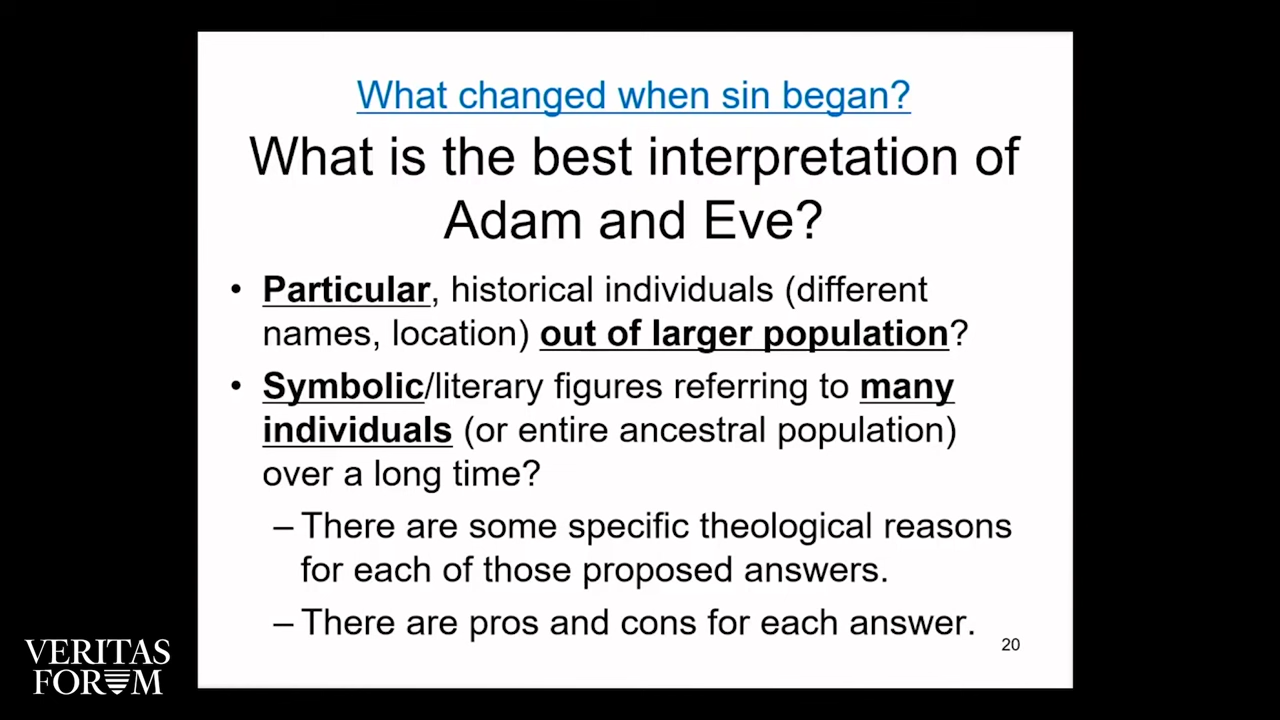 What changed when sin began?
What is the best interpretation of
Adam and Eve?
• Particular, historical individuals (different
names, location) out of larger population?
• Symbolic/literary figures referring to many
individuals (or entire ancestral population)
over a long time?
– There are some specific theological reasons
for each of those proposed answers.
– There are pros and cons for each answer.
20
VERITAS
FORUM